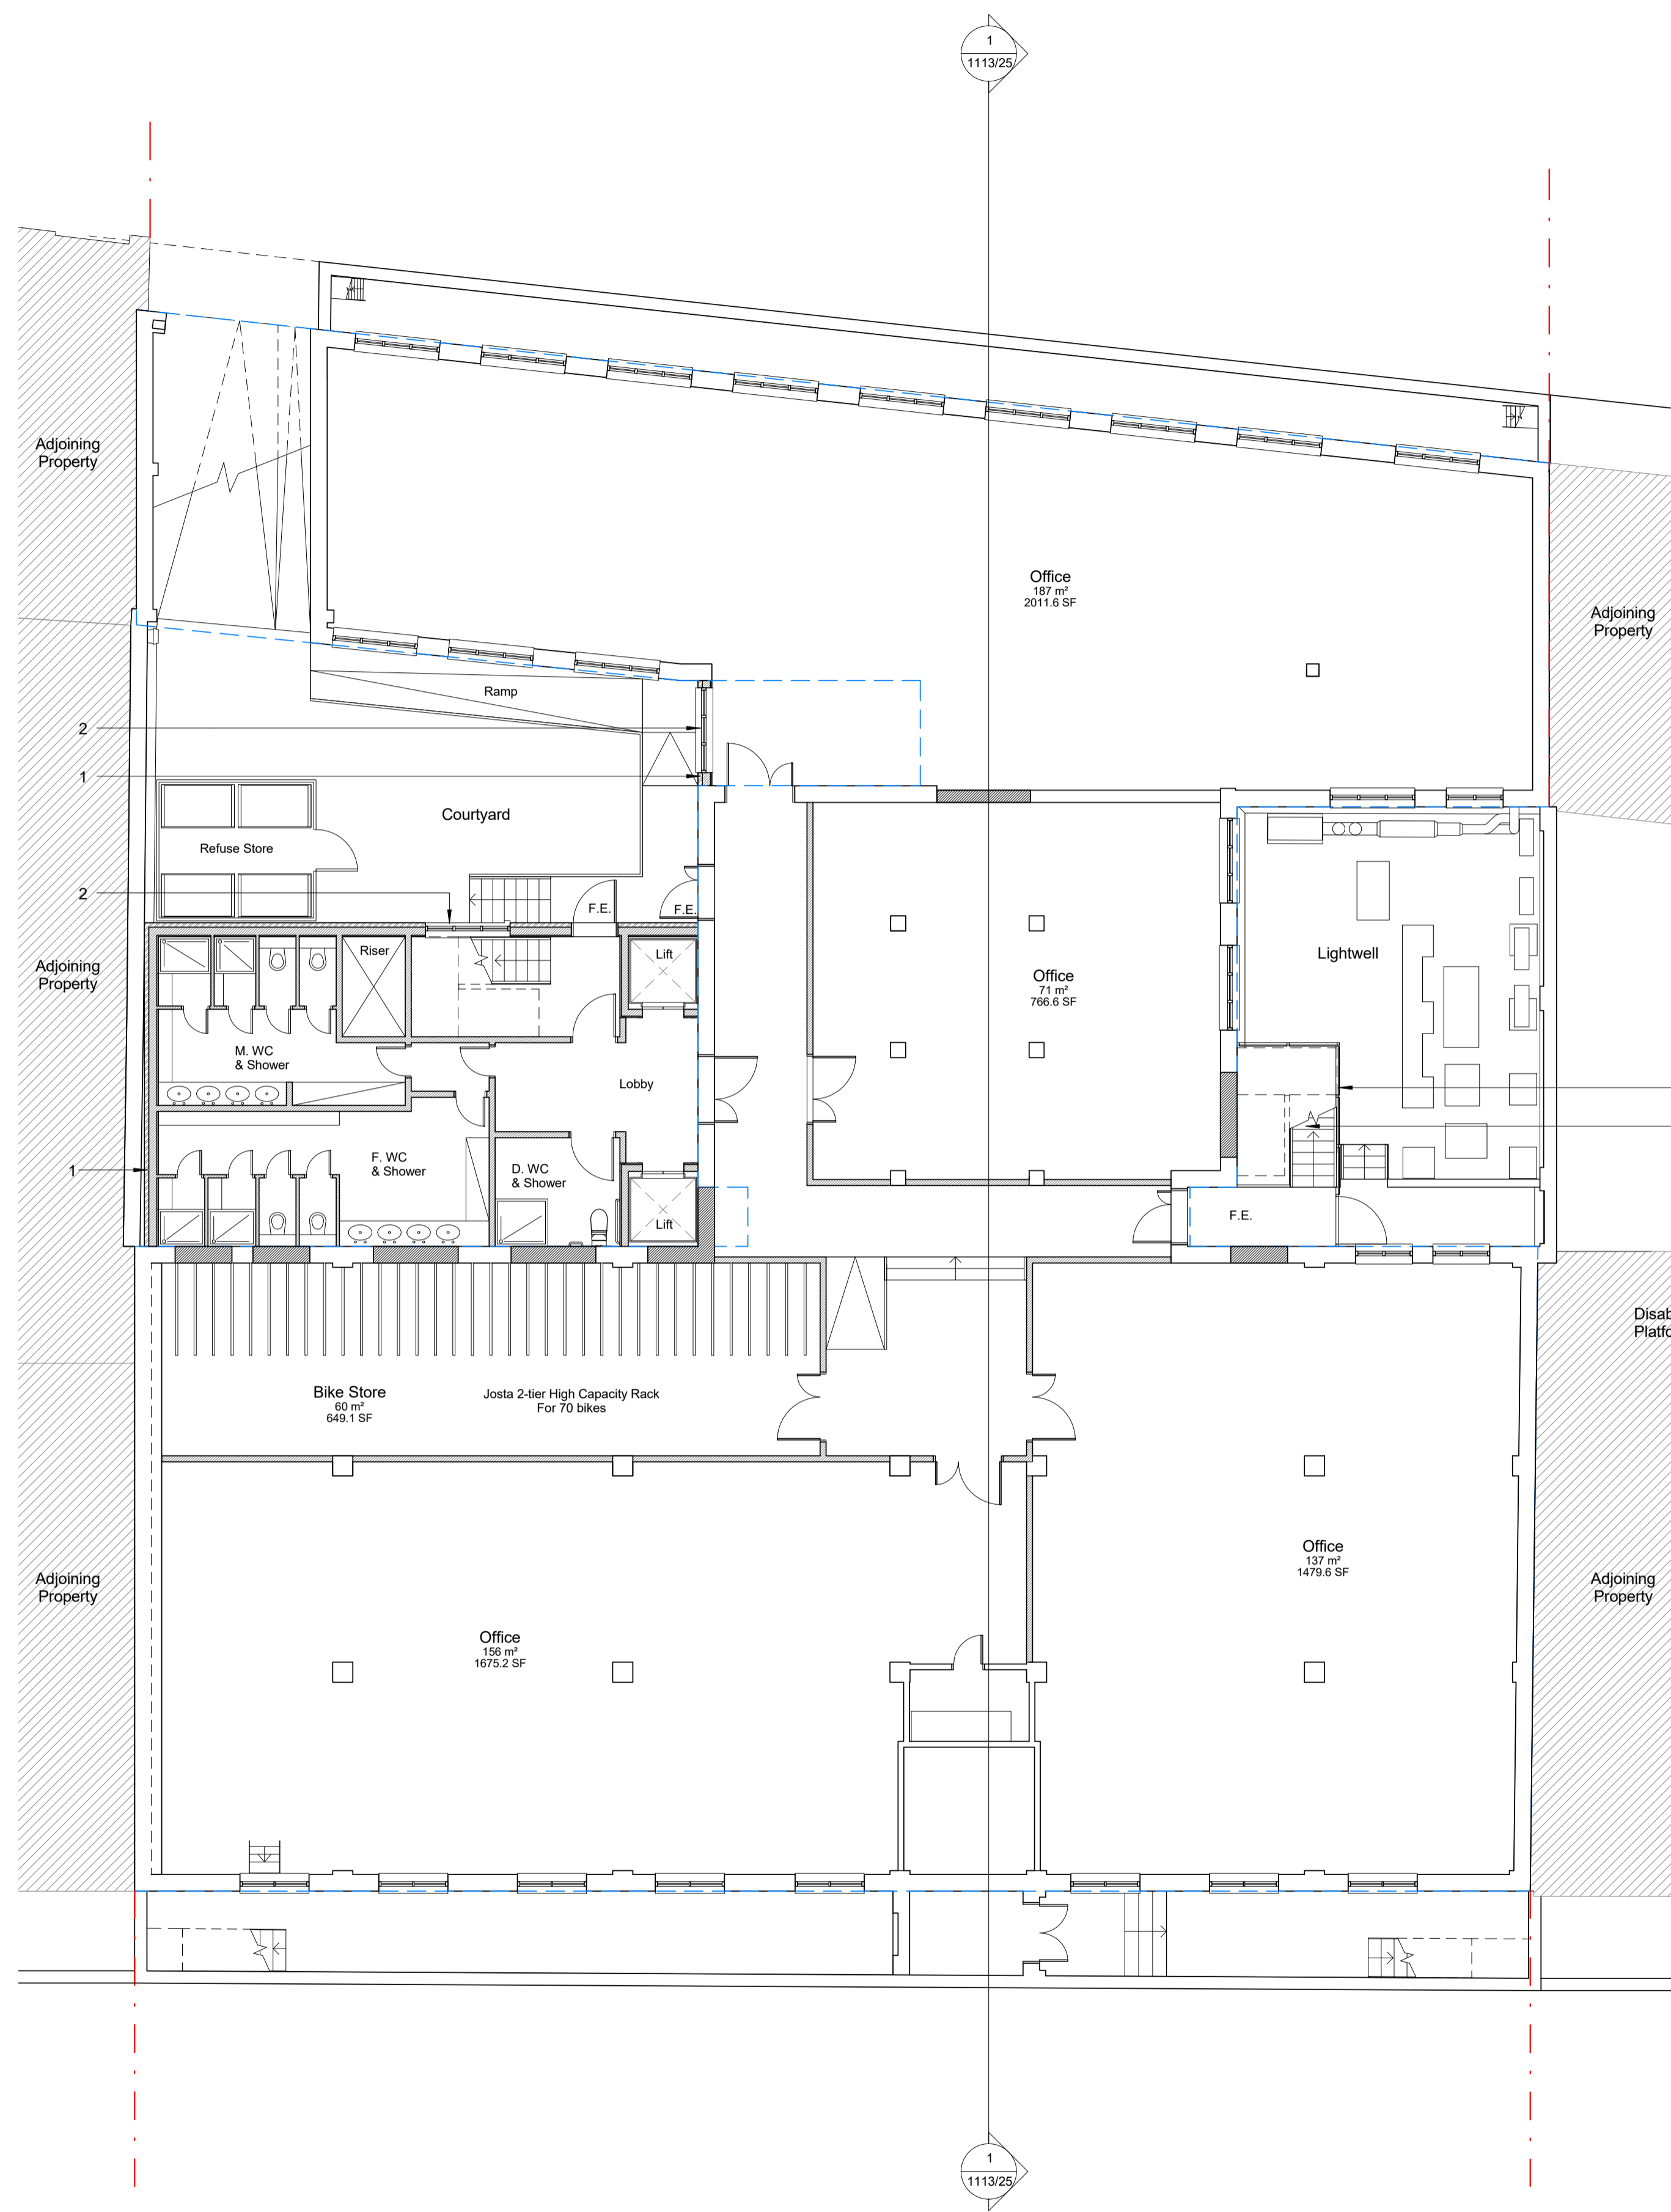 1
1113/25
Adjoining
Property
Office
187 m²
2011.6 SF
Adjoining
Property
Ramp
2
1
Courtyard
Refuse Store
2
F.E.
F.E.
Riser
Lift
Adjoining
Property
Office
71 m²
766.6 SF
Lightwell
M. WC
& Shower
Lobby
F. WC
& Shower
D. WC
& Shower
1
Lift
F.E.
Disab
Platfo
Bike Store
60 m²
649.1 SF
Josta 2-tier High Capacity Rack
For 70 bikes
Office
137 m²
1479.6 SF
Adjoining
Property
Adjoining
Property
Office
156 m²
1675.2 SF
1
1113/25